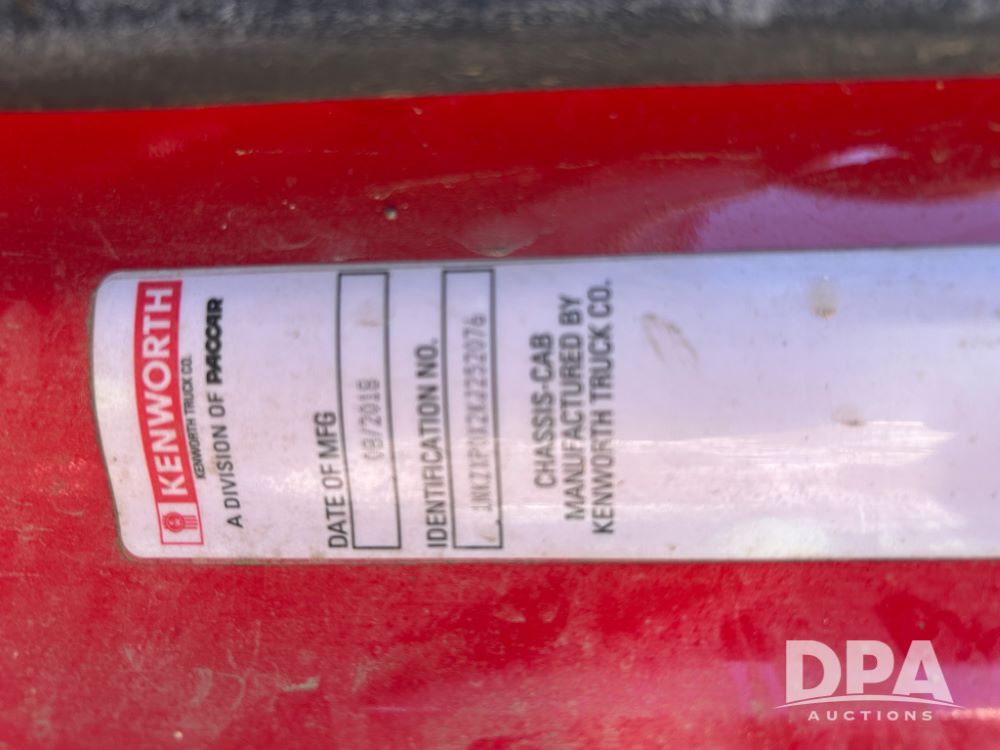 KENWORTH
KENWORTH TRUCK CO.
A DIVISION OF PACCAR
DATE OF MFG
08/2018
IDENTIFICATION NO.
CHASSIS-CAB
MANUFACTURED BY
KENWORTH TRUCK CO.
DPA
AUCTIONS